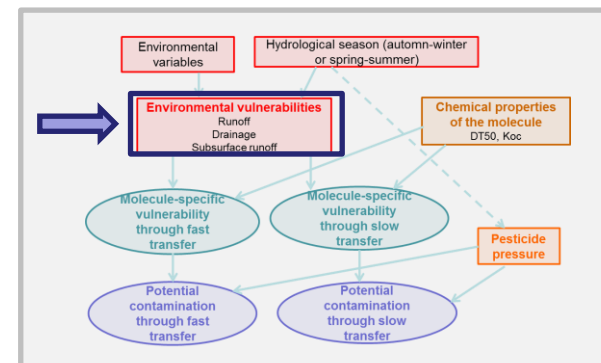 Environmental
variables
Hydrological season (automn-winter
or spring-summer)
Environmental vulnerabilities
Runoff
Drainage
Subsurface runoff
Chemical properties
of the molecule
DT50, Koc
Molecule-specific
vulnerability
through fast
transfer
Molecule-specific
vulnerability
through slow
transfer
Pesticide
pressure
Potential
contamination
through fast
transfer
Potential
contamination
through slow
transfer